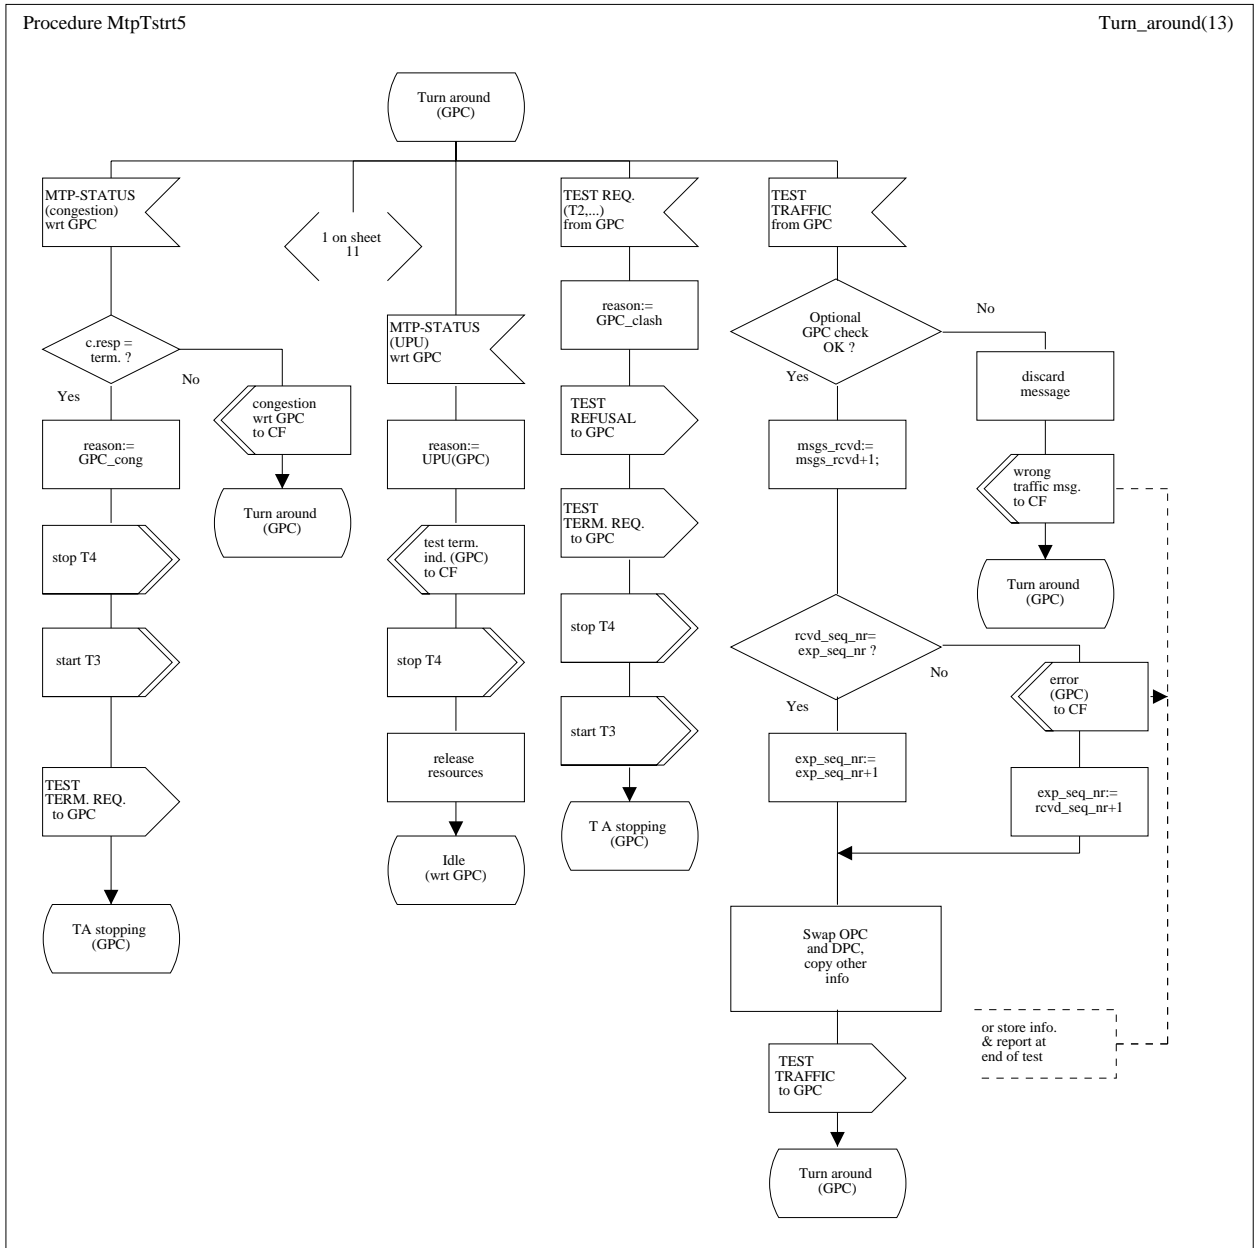 Procedure MtpTstrt5
Turn_around(13)
Turn around
(GPC)
MTP-STATUS
(congestion)
wrt GPC
1 on sheet
11
TEST REQ.
(T2,...)
from GPC
TEST
TRAFFIC
from GPC
c.resp =
term. ?
No
Yes
congestion
wrt GPC
to CF
Turn around
(GPC)
reason:=
GPC_cong
stop T4
start T3
TEST
TERM. REQ.
to GPC
TA stopping
(GPC)
MTP-STATUS
(UPU)
wrt GPC
reason:=
UPU(GPC)
test term.
ind. (GPC)
to CF
stop T4
release
resources
Idle
(wrt GPC)
reason:=
GPC_clash
TEST
REFUSAL
to GPC
TEST
TERM. REQ.
to GPC
stop T4
start T3
T A stopping
(GPC)
Optional
GPC check
OK ?
No
Yes
discard
message
wrong
traffic msg.
to CF
Turn around
(GPC)
msgs_rcvd:=
msgs_rcvd+1;
rcvd_seq_nr=
exp_seq_nr ?
No
Yes
error
(GPC)
to CF
exp_seq_nr:=
rcvd_seq_nr+1
exp_seq_nr:=
exp_seq_nr+1
Swap OPC
and DPC,
copy other
info
or store info.
& report at
end of test
TEST
TRAFFIC
to GPC
Turn around
(GPC)